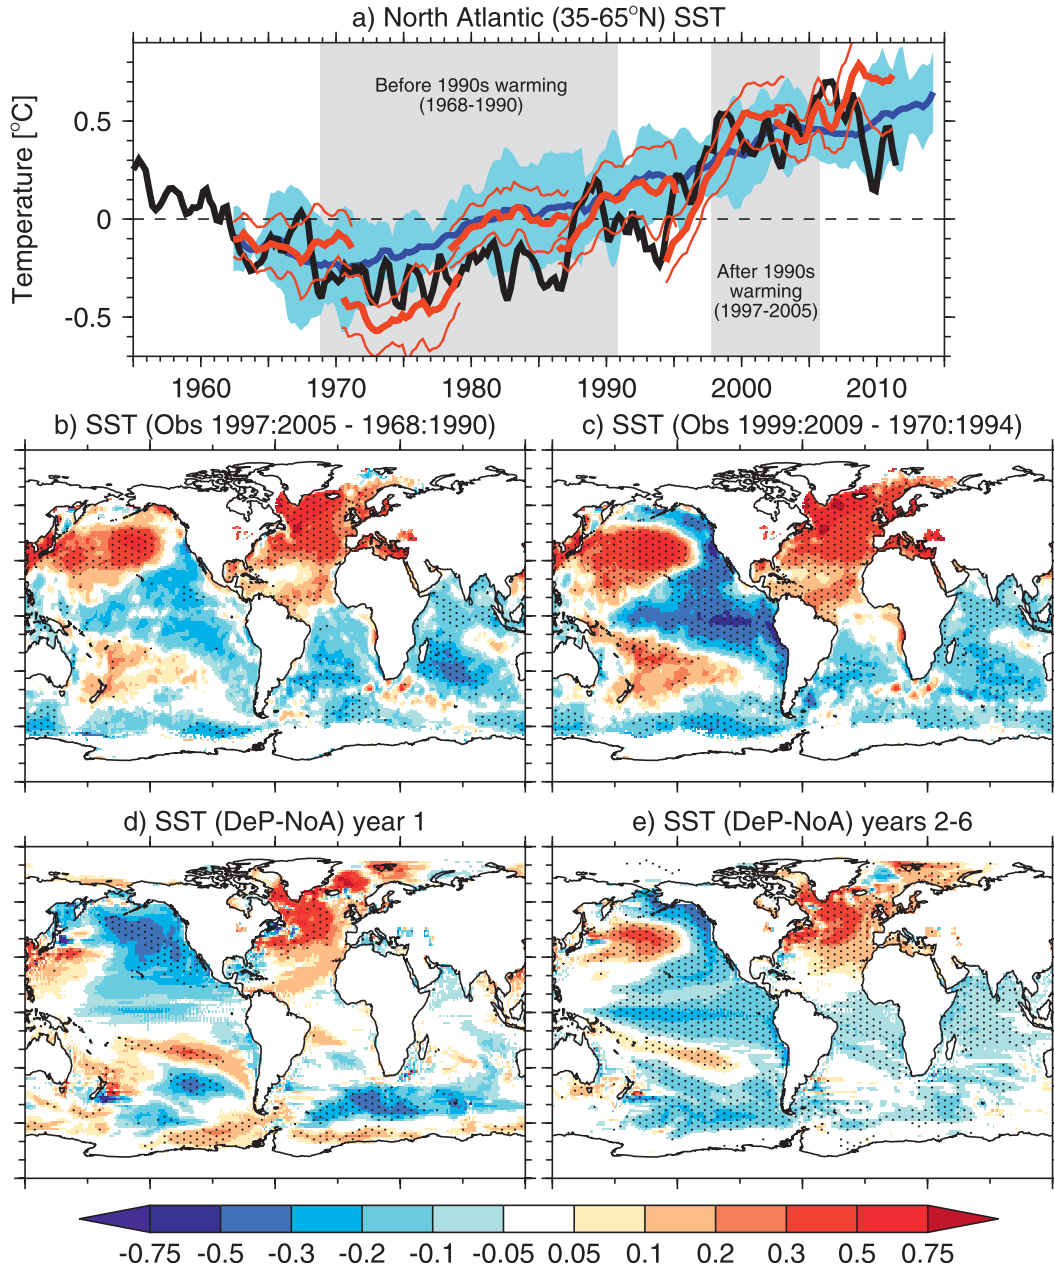 a) North Atlantic (35-65°N) SST
Temperature [°C]
0.5
0
-0.5
Before 1990s warming
(1968-1990)
After 1990s
warming
(1997-2005)
1960 1970 1980 1990 2000 2010
b) SST (Obs 1997:2005 - 1968:1990)
c) SST (Obs 1999:2009 - 1970:1994)
d) SST (DeP-NoA) year 1
e) SST (DeP-NoA) years 2-6
-0.75 -0.5 -0.3 -0.2 -0.1 -0.05 0.05 0.1 0.2 0.3 0.5 0.75